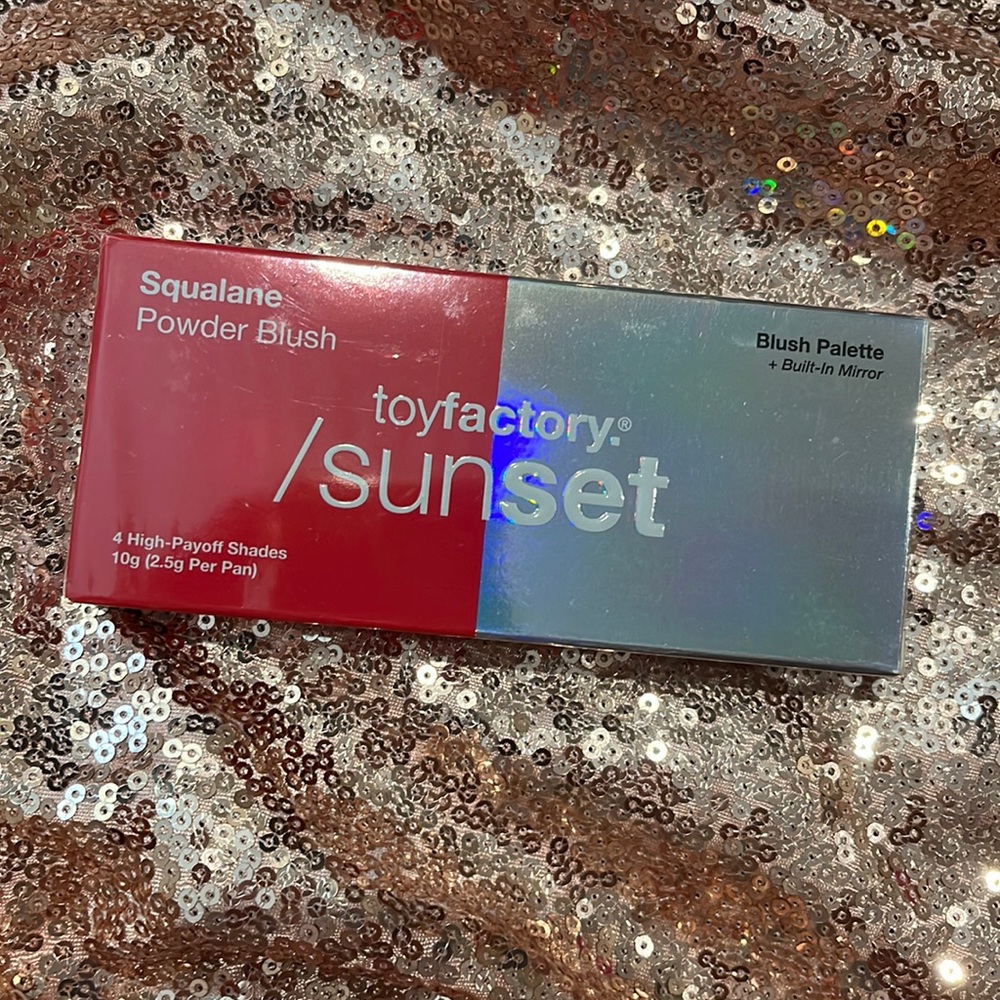 Squalane
Powder Blush
Blush Palette
+ Built-In Mirror
toyfactory.®
/sunset
4 High-Payoff Shades
10g (2.5g Per Pan)